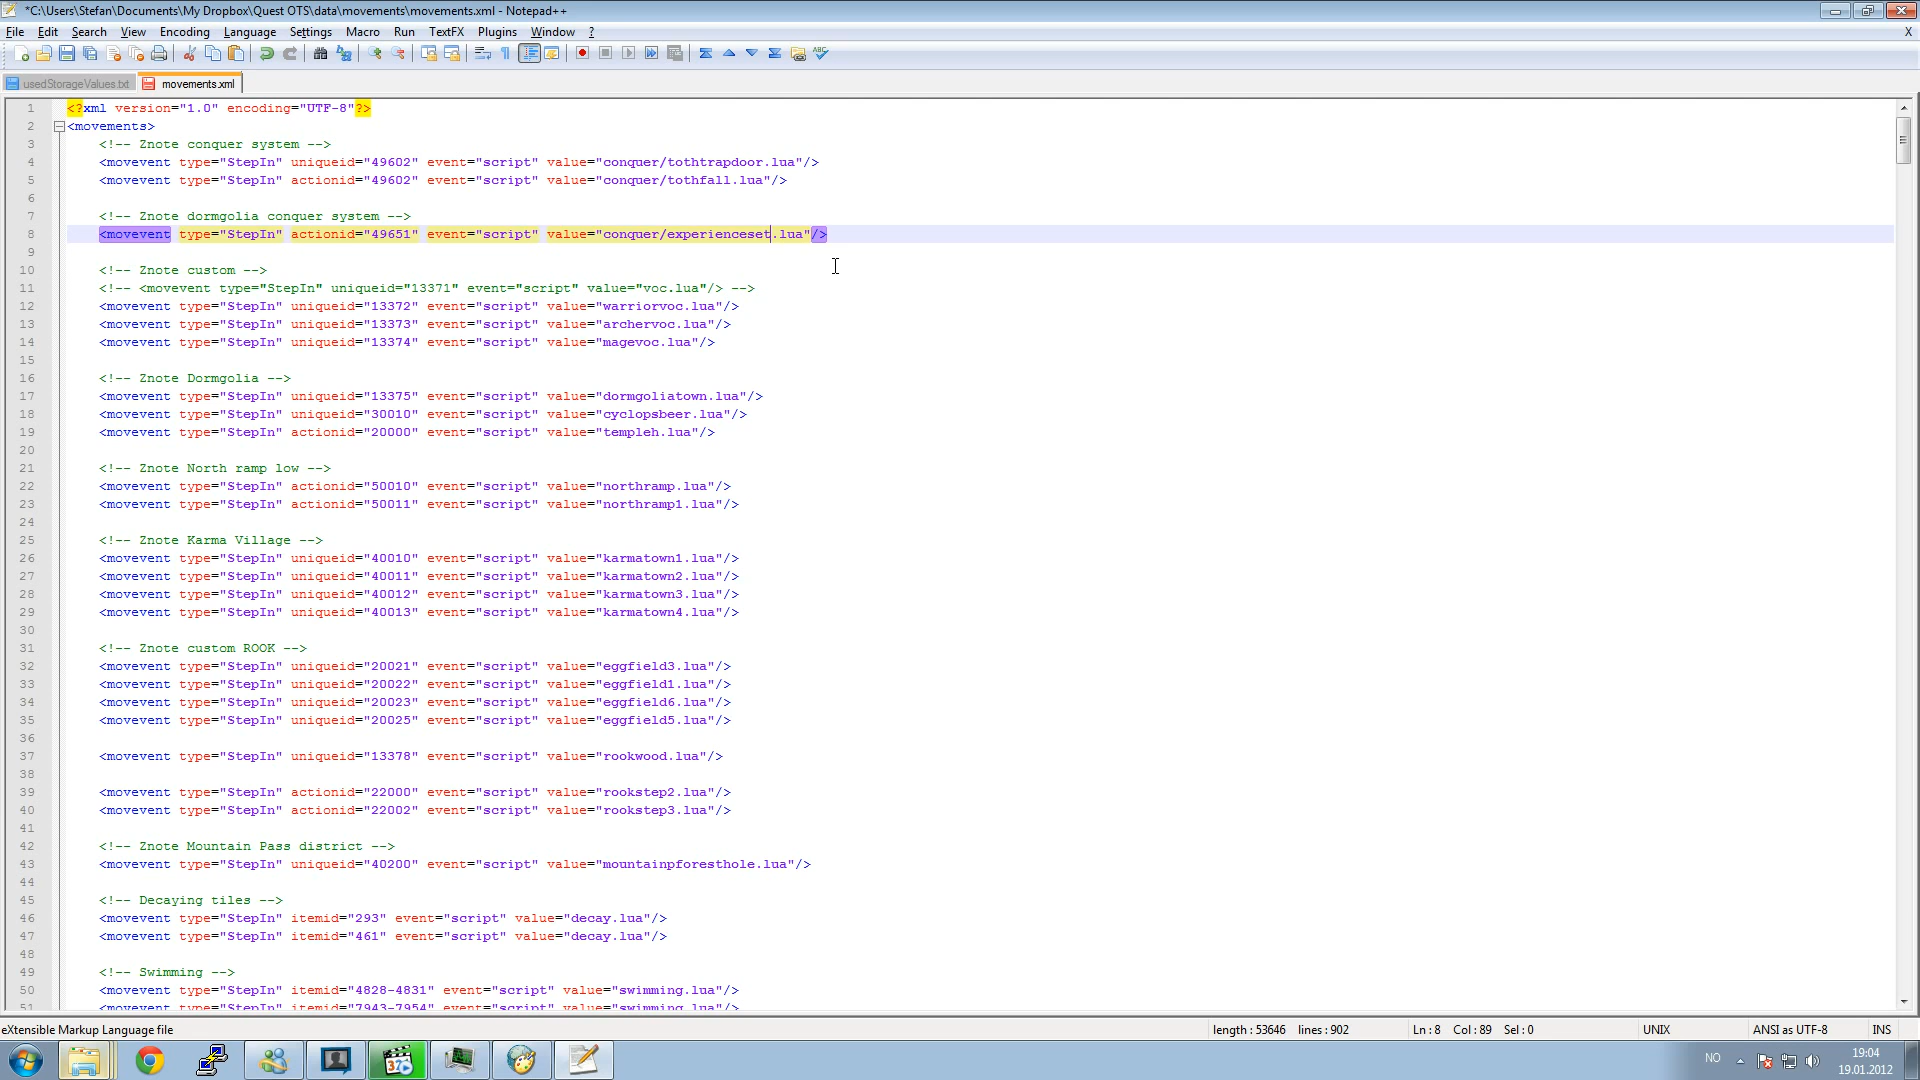 *C:\Users\Stefan\Documents\My Dropbox\Quest OTS\data\movements\movements.xml - Notepad++
File Edit Search View Encoding Language Settings Macro Run TextFX Plugins Window ? X
usedStorageValues.txt movements.xml
1 <?xml version="1.0" encoding="UTF-8"?>
2 <movements>
3 <!-- Znote conquer system -->
4 <movevent type="StepIn" uniqueid="49602" event="script" value="conquer/tothtrapdoor.lua"/>
5 <movevent type="StepIn" actionid="49602" event="script" value="conquer/tothfall.lua"/>
6
7 <!-- Znote dormgolia conquer system -->
8 <movevent type="StepIn" actionid="49651" event="script" value="conquer/experienceset.lua"/>
9
10 <!-- Znote custom -->
11 <!-- <movevent type="StepIn" uniqueid="13371" event="script" value="voc.lua"/> -->
12 <movevent type="StepIn" uniqueid="13372" event="script" value="warriorvoc.lua"/>
13 <movevent type="StepIn" uniqueid="13373" event="script" value="archervoc.lua"/>
14 <movevent type="StepIn" uniqueid="13374" event="script" value="magevoc.lua"/>
15
16 <!-- Znote Dormgolia -->
17 <movevent type="StepIn" uniqueid="13375" event="script" value="dormgoliatown.lua"/>
18 <movevent type="StepIn" uniqueid="30010" event="script" value="cyclopsbeer.lua"/>
19 <movevent type="StepIn" actionid="20000" event="script" value="templeh.lua"/>
20
21 <!-- Znote North ramp low -->
22 <movevent type="StepIn" actionid="50010" event="script" value="northramp.lua"/>
23 <movevent type="StepIn" actionid="50011" event="script" value="northramp1.lua"/>
24
25 <!-- Znote Karma Village -->
26 <movevent type="StepIn" uniqueid="40010" event="script" value="karmatown1.lua"/>
27 <movevent type="StepIn" uniqueid="40011" event="script" value="karmatown2.lua"/>
28 <movevent type="StepIn" uniqueid="40012" event="script" value="karmatown3.lua"/>
29 <movevent type="StepIn" uniqueid="40013" event="script" value="karmatown4.lua"/>
30
31 <!-- Znote custom ROOK -->
32 <movevent type="StepIn" uniqueid="20021" event="script" value="eggfield3.lua"/>
33 <movevent type="StepIn" uniqueid="20022" event="script" value="eggfield1.lua"/>
34 <movevent type="StepIn" uniqueid="20023" event="script" value="eggfield6.lua"/>
35 <movevent type="StepIn" uniqueid="20025" event="script" value="eggfield5.lua"/>
36
37 <movevent type="StepIn" uniqueid="13378" event="script" value="rookwood.lua"/>
38
39 <movevent type="StepIn" actionid="22000" event="script" value="rookstep2.lua"/>
40 <movevent type="StepIn" actionid="22002" event="script" value="rookstep3.lua"/>
41
42 <!-- Znote Mountain Pass district -->
43 <movevent type="StepIn" uniqueid="40200" event="script" value="mountainpforesthole.lua"/>
44
45 <!-- Decaying tiles -->
46 <movevent type="StepIn" itemid="293" event="script" value="decay.lua"/>
47 <movevent type="StepIn" itemid="461" event="script" value="decay.lua"/>
48
49 <!-- Swimming -->
50 <movevent type="StepIn" itemid="4828-4831" event="script" value="swimming.lua"/>
51 <movevent type="StepIn" itemid="7943-7954" event="script" value="swimming.lua"/>
eXtensible Markup Language file length : 53646 lines : 902 Ln : 8 Col : 89 Sel : 0 UNIX ANSI as UTF-8 INS
NO 19:04
19.01.2012